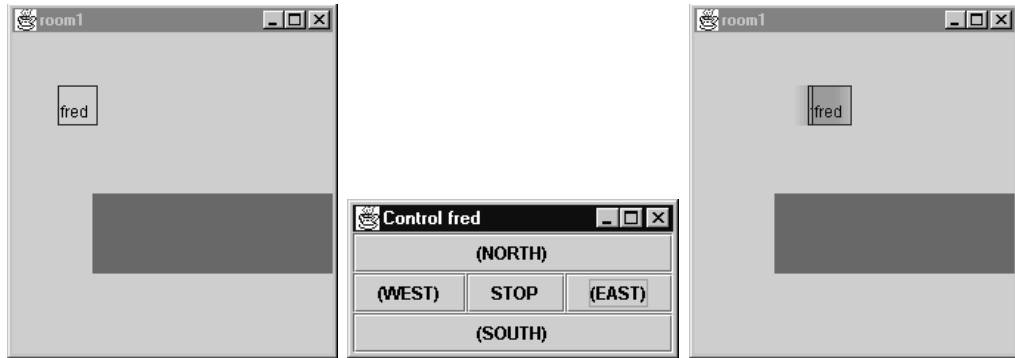 room1
fred
Control fred
(NORTH)
(WEST) STOP (EAST)
(SOUTH)
room1
fred